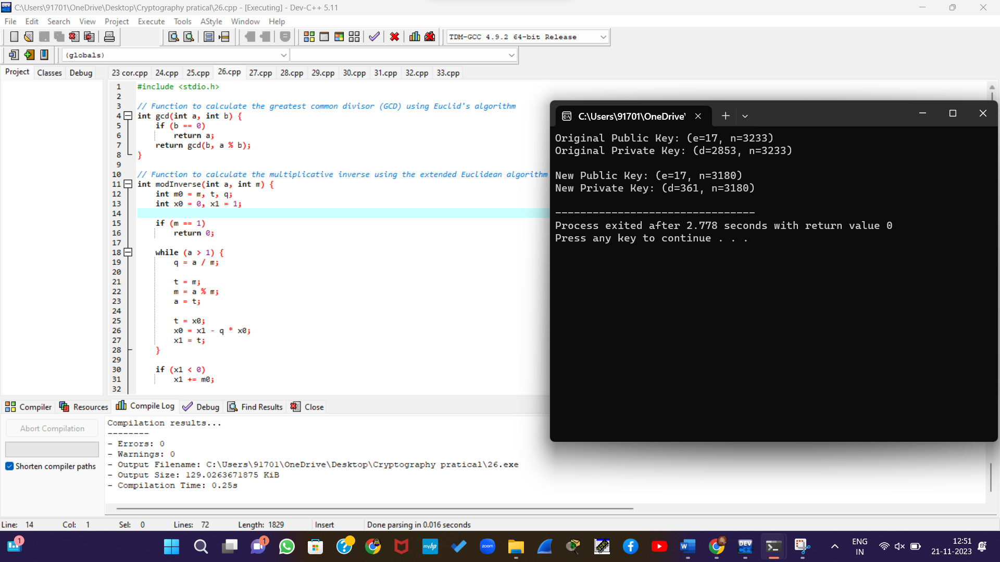 C:\Users\91701\OneDrive\Desktop\Cryptography pratical\26.cpp - [Executing] - Dev-C++ 5.11
File Edit Search View Project Execute Tools AStyle Window Help
TDM-GCC 4.9.2 64-bit Release
(globals)
Project Classes Debug 23 cor.cpp 24.cpp 25.cpp 26.cpp 27.cpp 28.cpp 29.cpp 30.cpp 31.cpp 32.cpp 33.cpp
1 #include <stdio.h>
2
3 // Function to calculate the greatest common divisor (GCD) using Euclid's algorithm
4 int gcd(int a, int b) {
5 if (b == 0)
6 return a;
7 return gcd(b, a % b);
8 }
9
10 // Function to calculate the multiplicative inverse using the extended Euclidean algorithm
11 int modInverse(int a, int m) {
12 int m0 = m, t, q;
13 int x0 = 0, x1 = 1;
14
15 if (m == 1)
16 return 0;
17
18 while (a > 1) {
19 q = a / m;
20
21 t = m;
22 m = a % m;
23 a = t;
24
25 t = x0;
26 x0 = x1 - q * x0;
27 x1 = t;
28 }
29
30 if (x1 < 0)
31 x1 += m0;
32
C:\Users\91701\OneDrive'
Original Public Key: (e=17, n=3233)
Original Private Key: (d=2853, n=3233)
New Public Key: (e=17, n=3180)
New Private Key: (d=361, n=3180)
--------------------------------
Process exited after 2.778 seconds with return value 0
Press any key to continue . . .
Compiler Resources Compile Log Debug Find Results Close
Abort Compilation
Shorten compiler paths
Compilation results...
--------
- Errors: 0
- Warnings: 0
- Output Filename: C:\Users\91701\OneDrive\Desktop\Cryptography pratical\26.exe
- Output Size: 129.0263671875 KiB
- Compilation Time: 0.25s
Line: 14 Col: 1 Sel: 0 Lines: 72 Length: 1829 Insert Done parsing in 0.016 seconds
1
1
myhp
zoom
W
DEV
C++
ENG
IN
12:51
21-11-2023